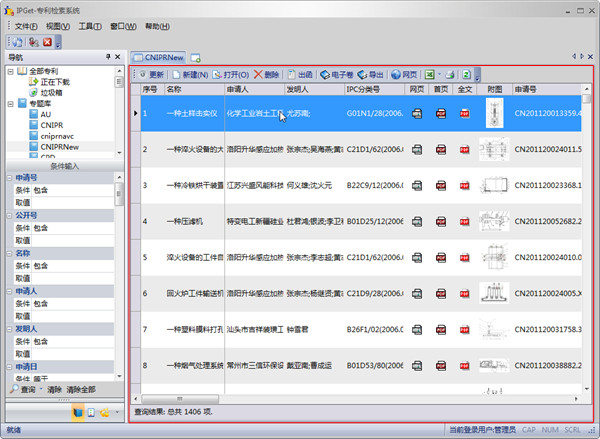 IPGet-专利检索系统
文件(F) 视图(V) 工具(T) 窗口(W) 帮助(H)
导航
全部专利
正在下载
垃圾箱
专题库
AU
CNIPR
cniprnavc
CNIPRNew
CPD
条件输入
申请号
条件 包含
取值
公开号
条件 包含
取值
名称
条件 包含
取值
申请人
条件 包含
取值
发明人
条件 包含
取值
申请日
条件 等于
查询 清除 清除全部
CNIPRNew
更新 新建(N) 打开(O) 删除 出函 电子卷 导出 网页
序号 名称 申请人 发明人 IPC分类号 网页 首页 全文 附图 申请号
1 一种土样击实仪 化学工业岩土工程 尤苏南; G01N1/28(2006. CN201120013359.4
2 一种淬火设备的大 洛阳升华感应加热 张宗杰;吴海燕;黄 C21D1/62(2006. CN201120024011.5
3 一种冷铁烘干装置 江苏兴盛风能科技 何义雄;沈火元 B22C9/12(2006. CN201120023368.1
4 一种压滤机 特变电工新疆硅业 杜君鸿;银波;李卫 B01D25/12(2006 CN201120052682.2
5 淬火设备的工件自 洛阳升华感应加热 张宗杰;李志超;黄 C21D1/62(2006. CN201120024010.0
6 回火炉工件输送机 洛阳升华感应加热 张宗杰;杨继贤;黄 C21D9/28(2006. CN201120024005.
7 一种塑料膜料打孔 汕头市吉祥装璜工 钟雪君 B26F1/02(2006. CN201120031758.3
8 一种烟气处理系统 常州市三值环保设 戴亚南;曹成运 B01D53/80(2006 CN201120038882.2
查询结果: 总共 1406 项.
就绪 当前登录用户:管理员 CAP NUM SCRL